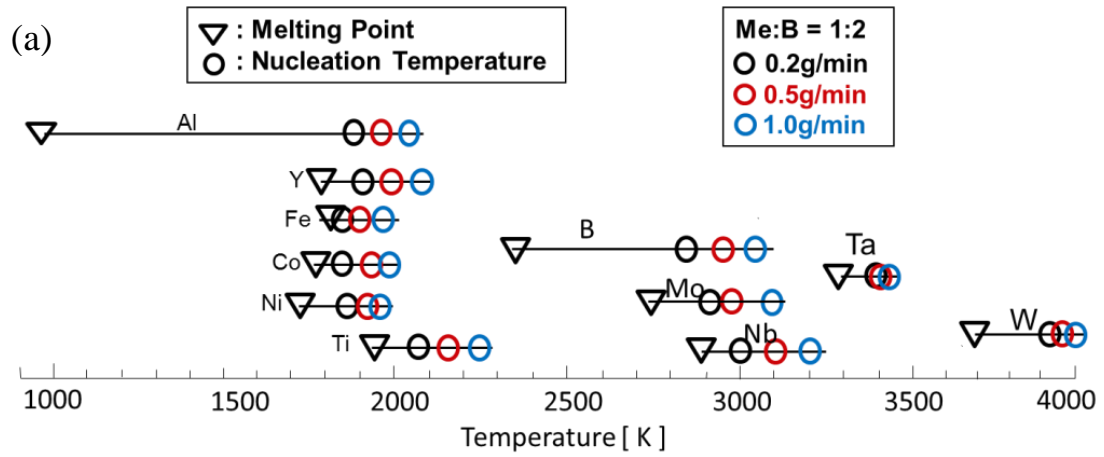 (a)
: Melting Point
: Nucleation Temperature
Me:B = 1:2
0.2g/min
0.5g/min
1.0g/min
Al
Y
Fe
B
Ta
Co
Mo
Ni
W
Ti
Nb
1000 1500 2000 2500 3000 3500 4000
Temperature [ K ]